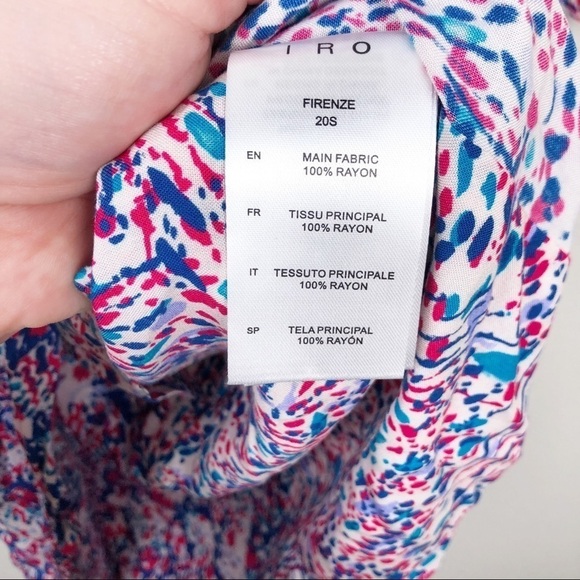 IRO
FIRENZE
20S
EN MAIN FABRIC
100% RAYON
FR TISSU PRINCIPAL
100% RAYON
IT TESSUTO PRINCIPALE
100% RAYON
SP TELA PRINCIPAL
100% RAYÓN